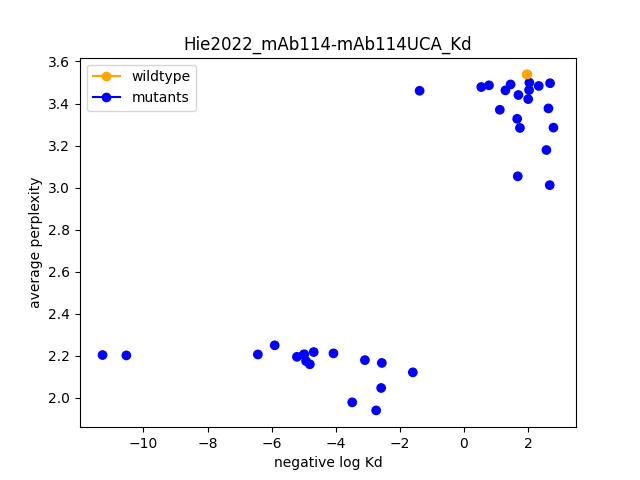 Hie2022_mAb114-mAb114UCA_Kd
wildtype
mutants
average perplexity
3.6
3.4
3.2
3.0
2.8
2.6
2.4
2.2
2.0
−10 −8 −6 −4 −2 0 2
negative log Kd